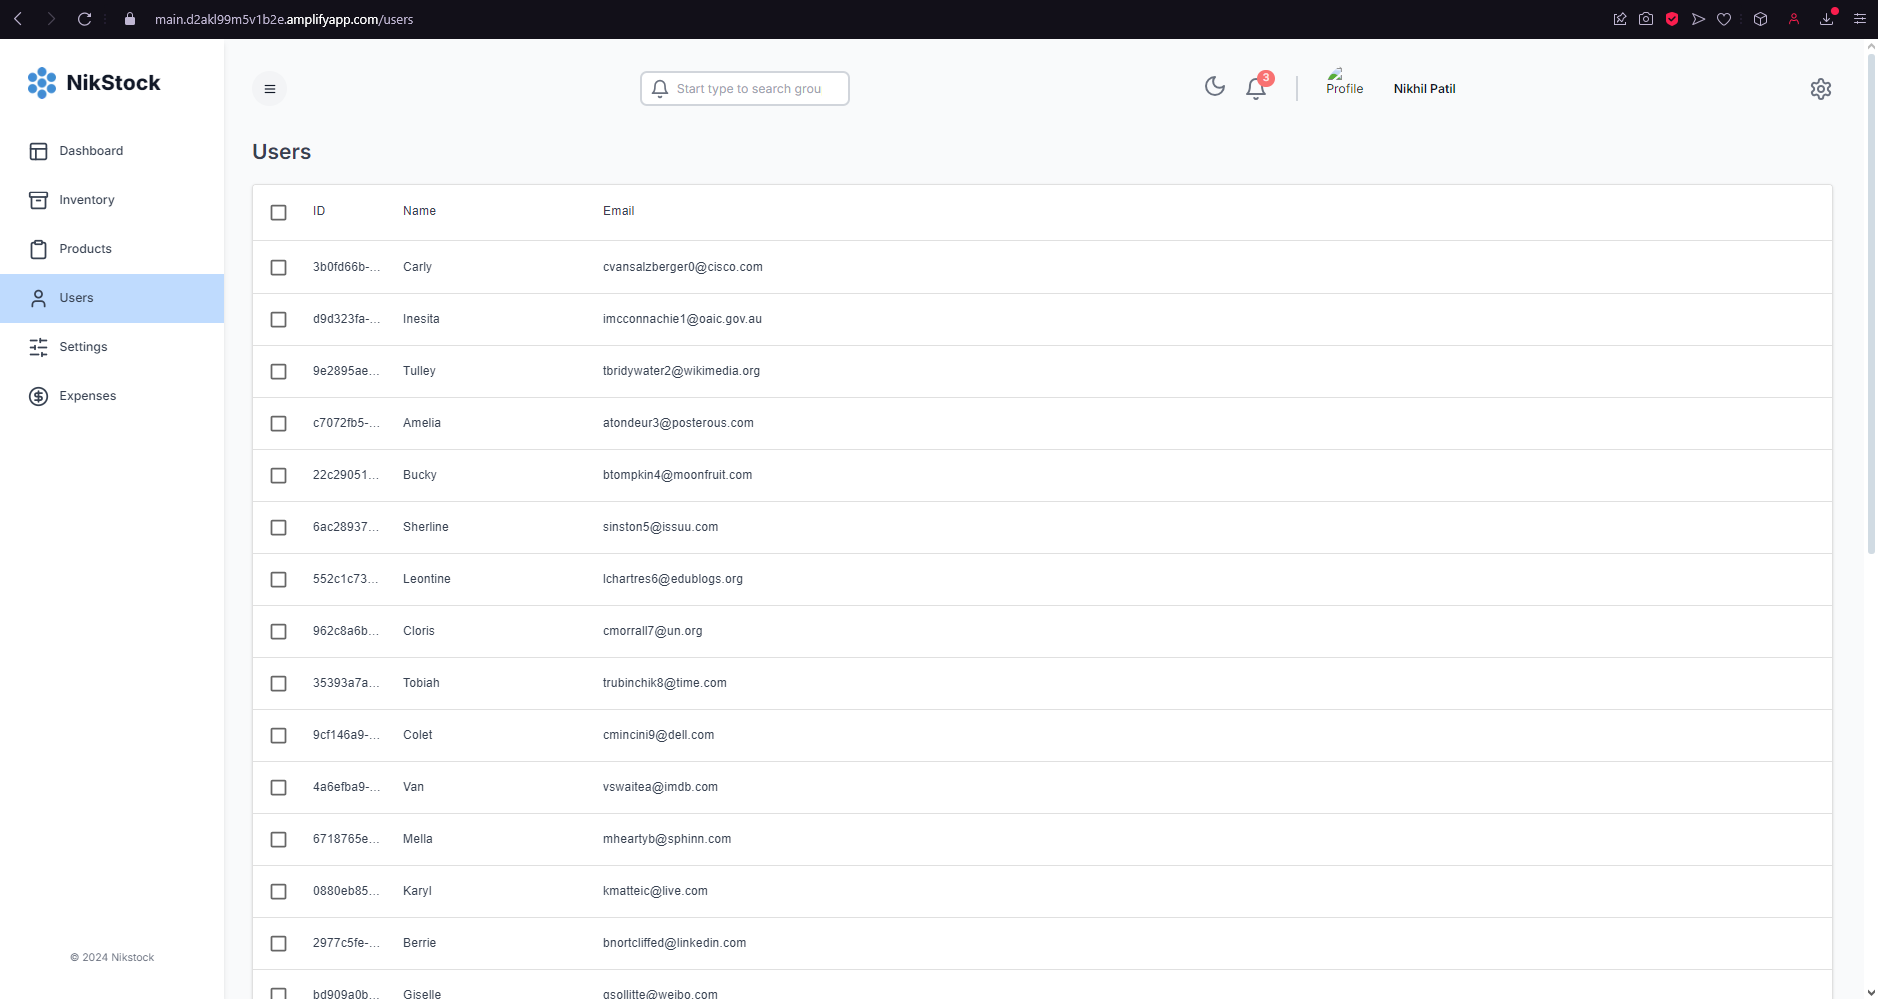 main.d2akl99m5v1b2e.amplifyapp.com/users
NikStock
Start type to search grou
3
Profile
Nikhil Patil
Dashboard
Inventory
Products
Users
Settings
Expenses
© 2024 Nikstock
Users
ID Name Email
3b0fd66b-... Carly cvansalzberger0@cisco.com
d9d323fa-... Inesita imcconnachie1@oaic.gov.au
9e2895ae... Tulley tbridywater2@wikimedia.org
c7072fb5-... Amelia atondeur3@posterous.com
22c29051... Bucky btompkin4@moonfruit.com
6ac28937... Sherline sinston5@issuu.com
552c1c73... Leontine lchartres6@edublogs.org
962c8a6b... Cloris cmorrall7@un.org
35393a7a... Tobiah trubinchik8@time.com
9cf146a9-... Colet cmincini9@dell.com
4a6efba9-... Van vswaitea@imdb.com
6718765e... Mella mheartyb@sphinn.com
0880eb85... Karyl kmatteic@live.com
2977c5fe-... Berrie bnortcliffed@linkedin.com
bd909a0b... Giselle gsollitte@weibo.com